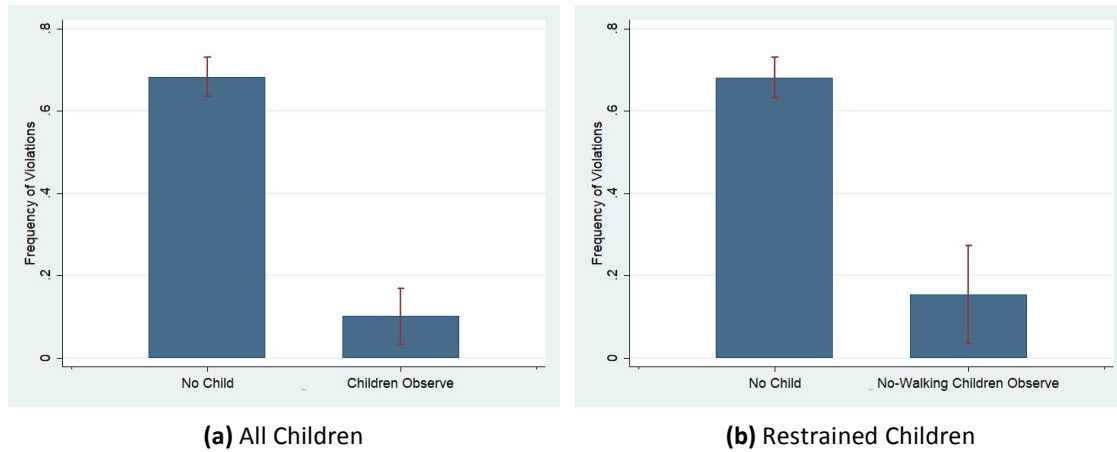 Frequency of Violations
.8
.6
.4
.2
0
No Child
Children Observe
(a) All Children
Frequency of Violations
.8
.6
.4
.2
0
No Child
No-Walking Children Observe
(b) Restrained Children